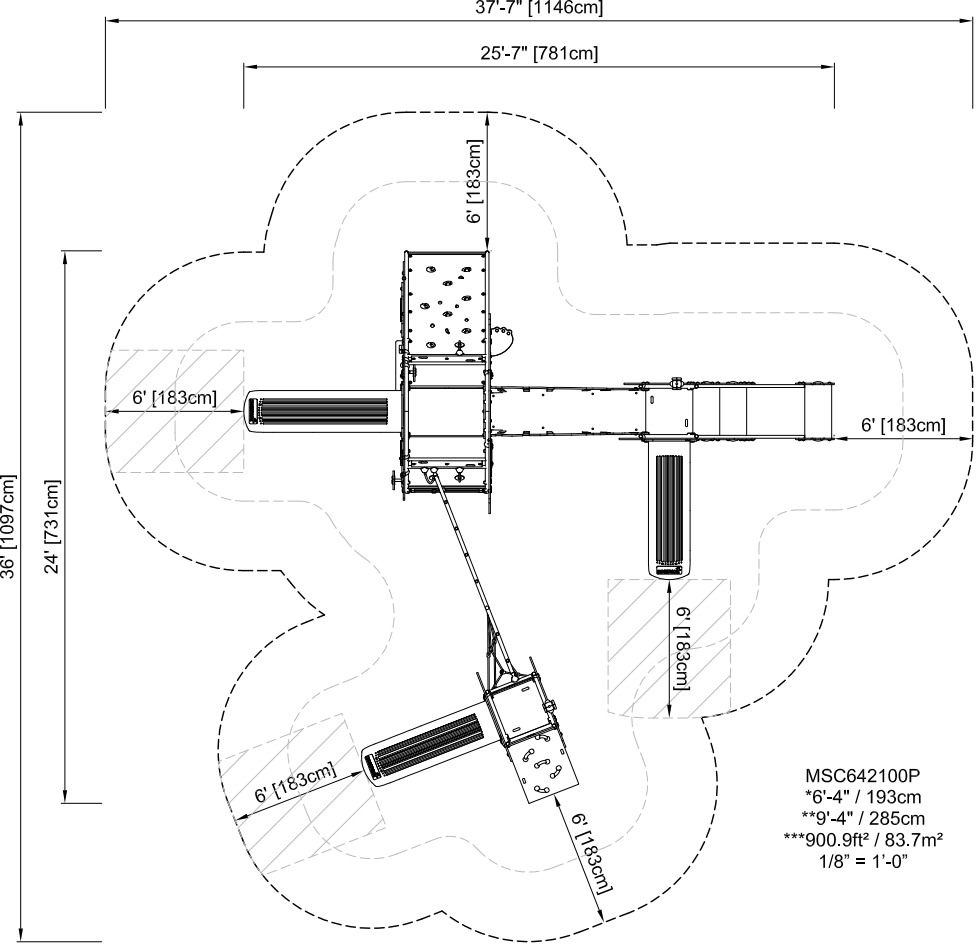 37'-7" [1146cm]
25'-7" [781cm]
6' [183cm]
6' [183cm]
6' [183cm]
36' [1097cm]
24' [731cm]
6' [183cm]
6' [183cm]
6' [183cm]
MSC642100P
*6'-4" / 193cm
**9'-4" / 285cm
***900.9ft² / 83.7m²
1/8” = 1’-0”